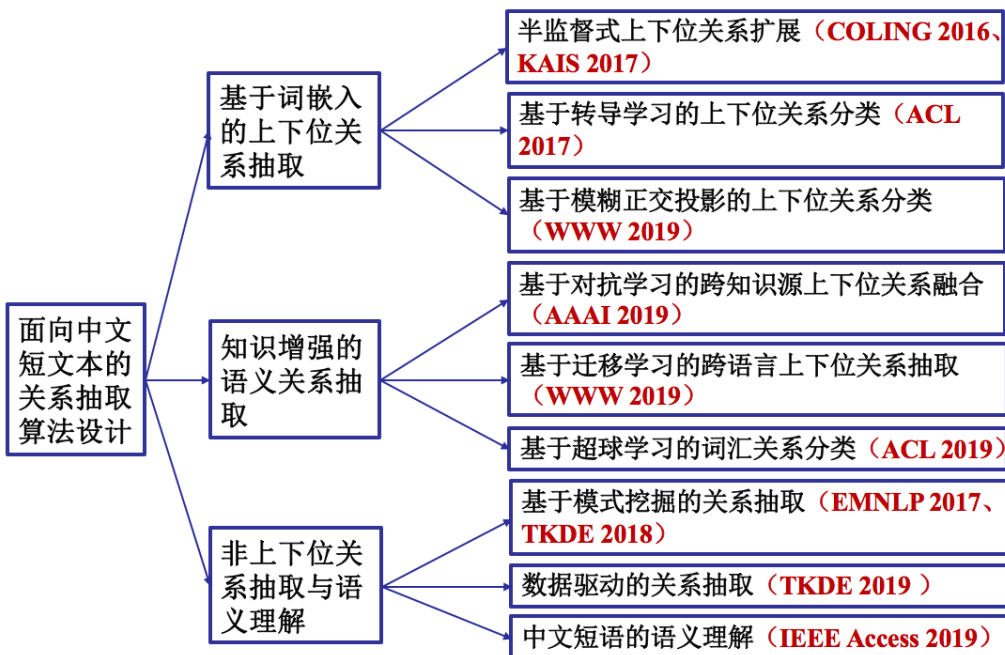 面向中文
短文本的
关系抽取
算法设计
基于词嵌入
的上下位关
系抽取
半监督式上下位关系扩展（COLING 2016、
KAIS 2017）
基于转导学习的上下位关系分类（ACL
2017）
基于模糊正交投影的上下位关系分类
（WWW 2019）
知识增强的
语义关系抽
取
基于对抗学习的跨知识源上下位关系融合
（AAAI 2019）
基于迁移学习的跨语言上下位关系抽取
（WWW 2019）
基于超球学习的词汇关系分类（ACL 2019）
非上下位关
系抽取与语
义理解
基于模式挖掘的关系抽取（EMNLP 2017、
TKDE 2018）
数据驱动的关系抽取（TKDE 2019 ）
中文短语的语义理解（IEEE Access 2019）